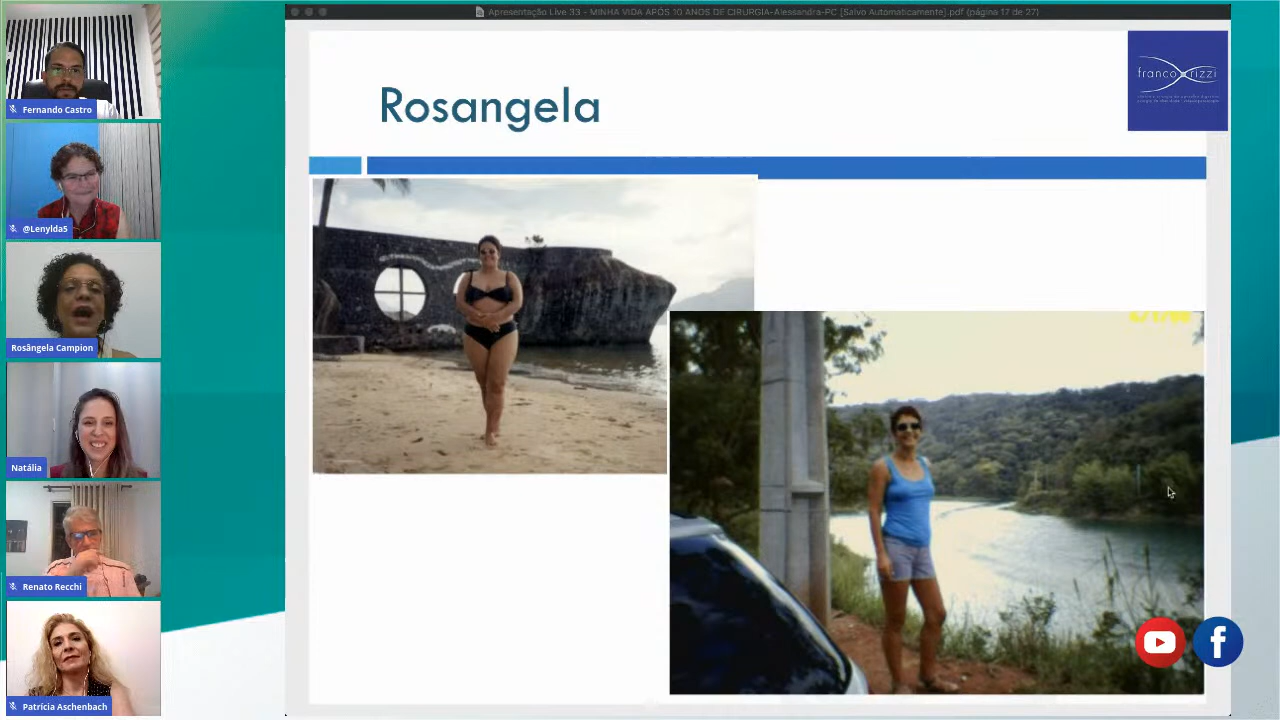 Apresentação Live 33 - MINHA VIDA APÓS 10 ANOS DE CIRURGIA-Alessandra-PC [Salvo Automaticamente].pdf (página 17 de 27)
Rosangela
franco rizzi
Fernando Castro
@Lenylda5
Rosângela Campion
Natália
Renato Recchi
Patrícia Aschenbach